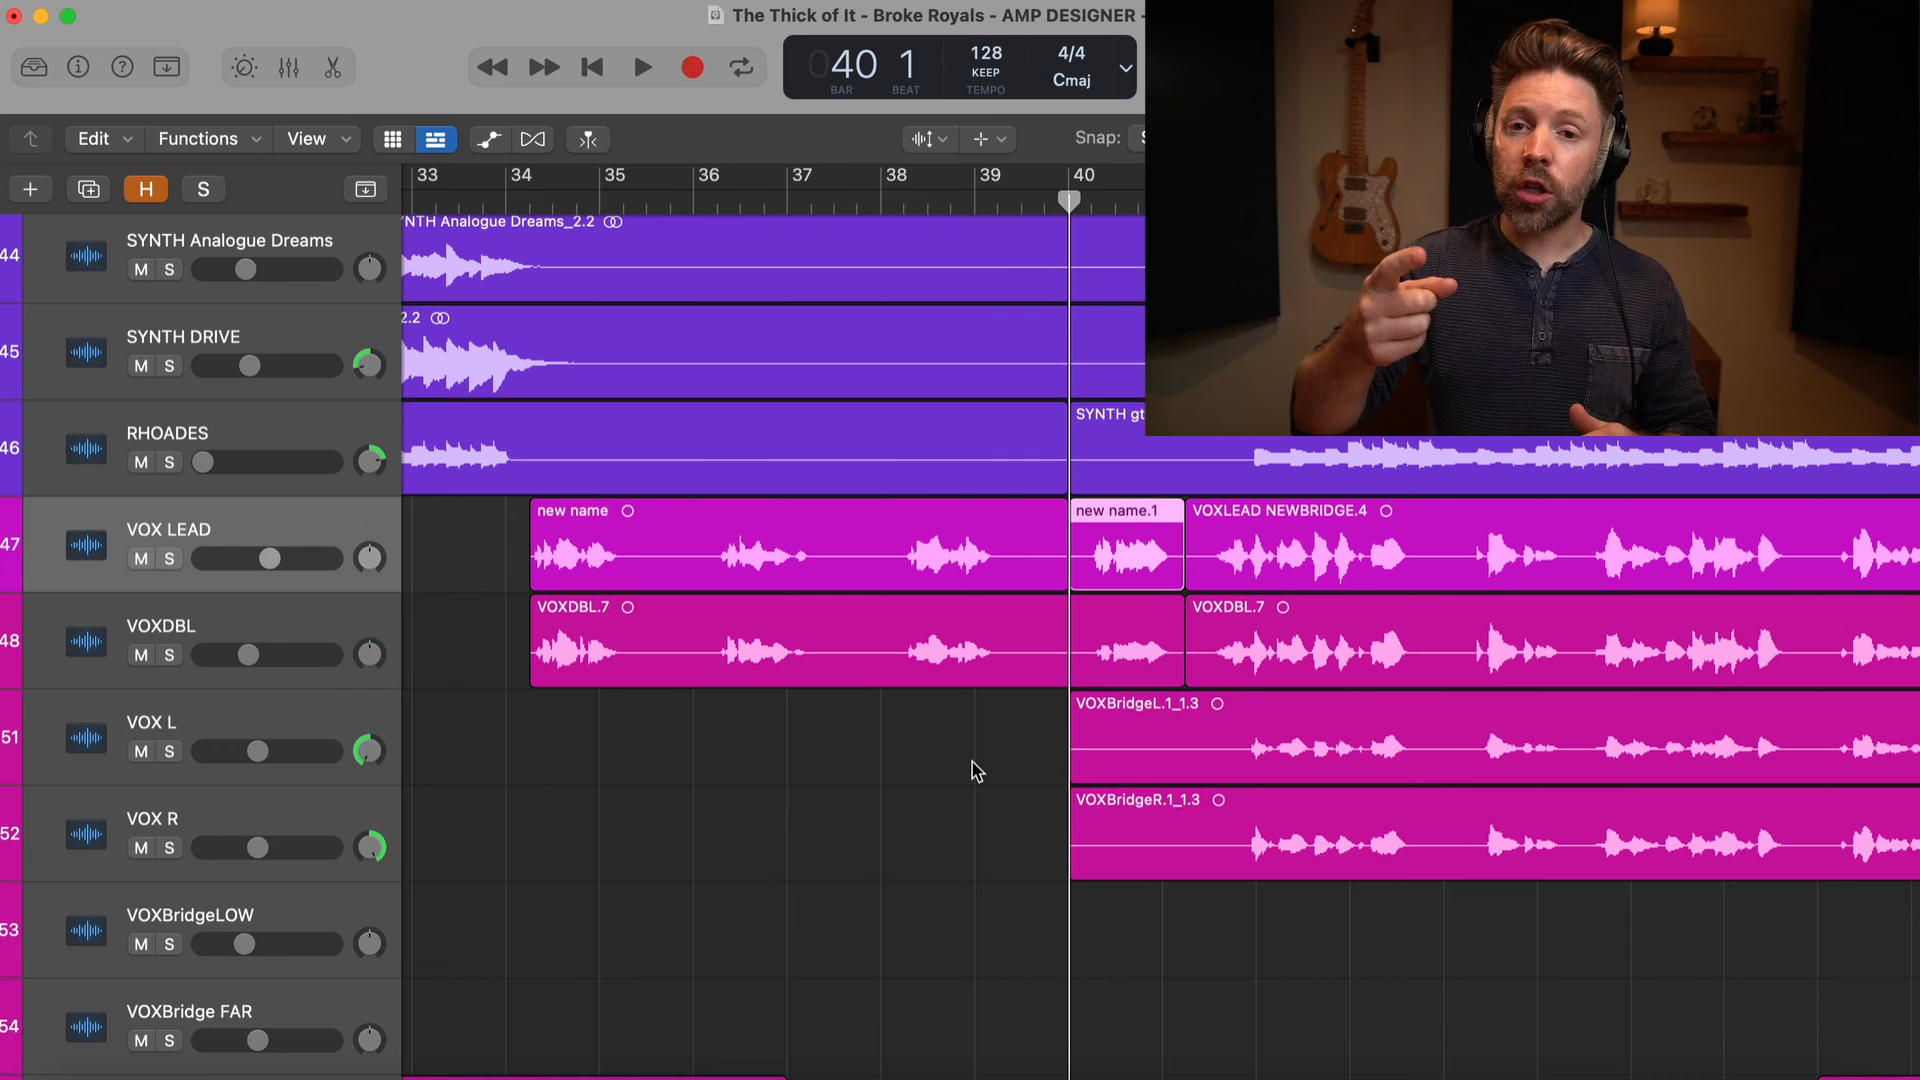 The Thick of It - Broke Royals - AMP DESIGNER -
040 1 128 4/4
KEEP Cmaj
BAR BEAT TEMPO
Edit Functions View Snap:
H S
33 34 35 36 37 38 39 40
44 SYNTH Analogue Dreams
M S
NTH Analogue Dreams_2.2
45 SYNTH DRIVE
M S
2.2
46 RHOADES
M S
SYNTH gt
47 VOX LEAD
M S
new name new name.1 VOXLEAD NEWBRIDGE.4
48 VOXDBL
M S
VOXDBL.7 VOXDBL.7
51 VOX L
M S
VOXBridgeL.1_1.3
52 VOX R
M S
VOXBridgeR.1_1.3
53 VOXBridgeLOW
M S
54 VOXBridge FAR
M S